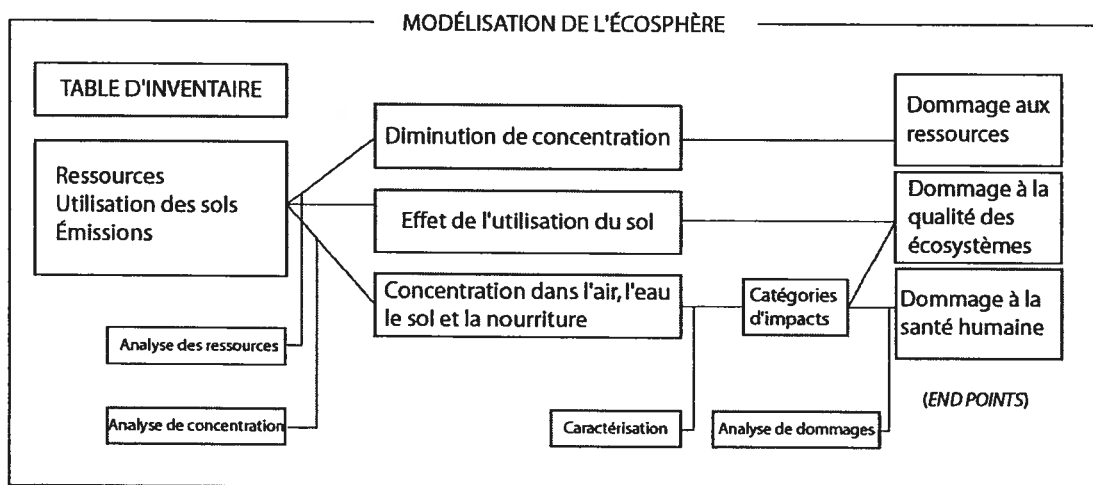 MODÉLISATION DE L'ÉCOSPHÈRE
TABLE D'INVENTAIRE
Ressources
Utilisation des sols
Émissions
Diminution de concentration
Effet de l'utilisation du sol
Concentration dans l'air, l'eau
le sol et la nourriture
Catégories
d'impacts
Dommage aux
ressources
Dommage à la
qualité des
écosystèmes
Dommage à la
santé humaine
Analyse des ressources
Analyse de concentration
Caractérisation
Analyse de dommages
(END POINTS)